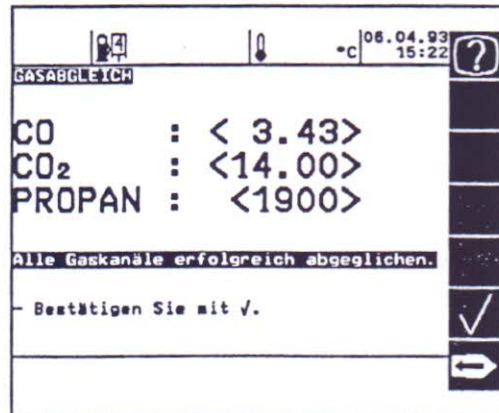 4
°C 06.04.93
15:22
?
GASABGLEICH
CO : < 3.43>
CO₂ : <14.00>
PROPAN : <1900>
Alle Gaskanäle erfolgreich abgeglichen.
- Bestätigen Sie mit √.